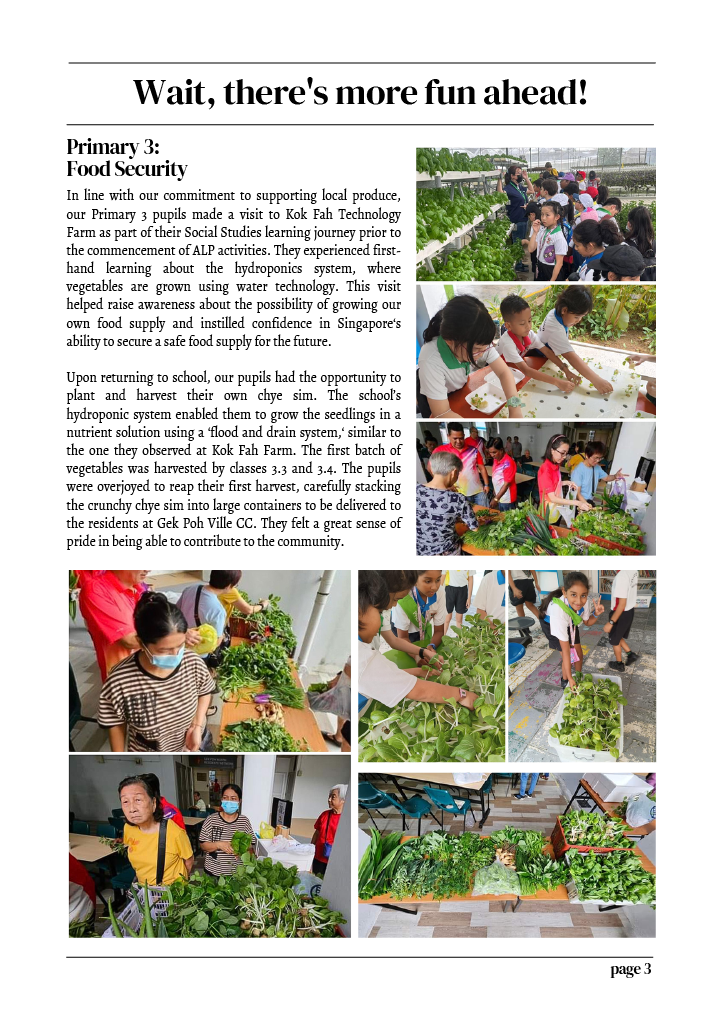 Wait, there's more fun ahead!
Primary 3:
Food Security
In line with our commitment to supporting local produce,
our Primary 3 pupils made a visit to Kok Fah Technology
Farm as part of their Social Studies learning journey prior to
the commencement of ALP activities. They experienced first-
hand learning about the hydroponics system, where
vegetables are grown using water technology. This visit
helped raise awareness about the possibility of growing our
own food supply and instilled confidence in Singapore‘s
ability to secure a safe food supply for the future.
Upon returning to school, our pupils had the opportunity to
plant and harvest their own chye sim. The school’s
hydroponic system enabled them to grow the seedlings in a
nutrient solution using a ‘flood and drain system,‘ similar to
the one they observed at Kok Fah Farm. The first batch of
vegetables was harvested by classes 3.3 and 3.4. The pupils
were overjoyed to reap their first harvest, carefully stacking
the crunchy chye sim into large containers to be delivered to
the residents at Gek Poh Ville CC. They felt a great sense of
pride in being able to contribute to the community.
page 3